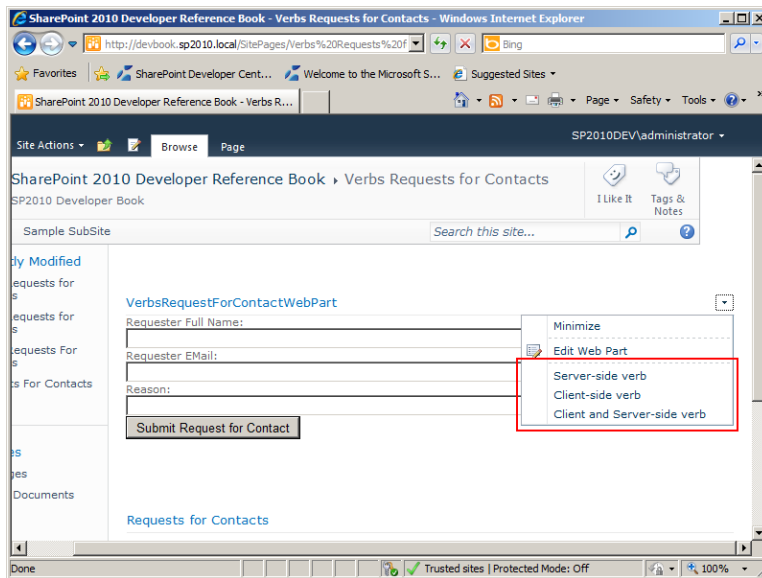 SharePoint 2010 Developer Reference Book - Verbs Requests for Contacts - Windows Internet Explorer
http://devbook.sp2010.local/SitePages/Verbs%20Requests%20f
Bing
Favorites SharePoint Developer Cent... Welcome to the Microsoft S... Suggested Sites
SharePoint 2010 Developer Reference Book - Verbs R... Page Safety Tools
SP2010DEV\administrator
Site Actions Browse Page
SharePoint 2010 Developer Reference Book Verbs Requests for Contacts
SP2010 Developer Book
I Like It Tags &
Notes
Sample SubSite Search this site...
tly Modified
equests for
s
equests for
s
equests For
s
ts For Contacts
es
ges
Documents
VerbsRequestForContactWebPart
Requester Full Name:
Requester EMail:
Reason:
Submit Request for Contact
Minimize
Edit Web Part
Server-side verb
Client-side verb
Client and Server-side verb
Requests for Contacts
Done Trusted sites | Protected Mode: Off 100%